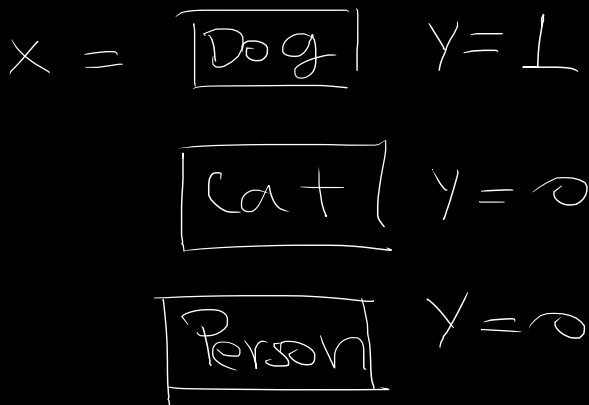 x = Dog Y = 1
Cat Y = 0
Person Y = 0